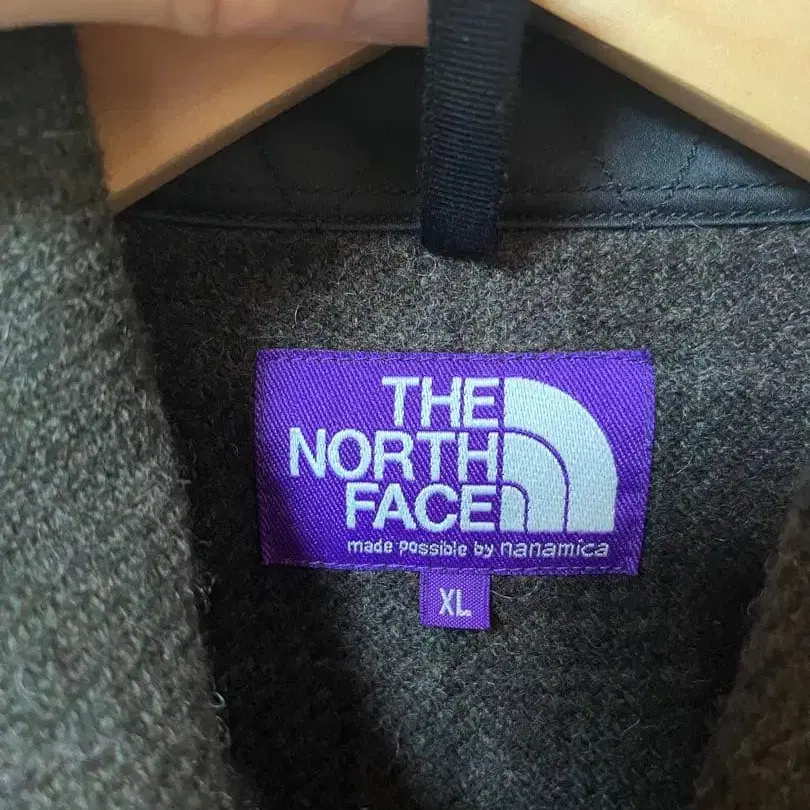 THE
NORTH
FACE
made possible by nanamica
XL